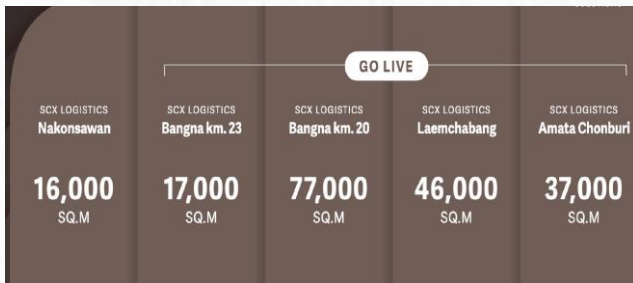 GO LIVE
SCX LOGISTICS
Nakonsawan
16,000
SQ.M
SCX LOGISTICS
Bangna km. 23
17,000
SQ.M
SCX LOGISTICS
Bangna km. 20
77,000
SQ.M
SCX LOGISTICS
Laemchabang
46,000
SQ.M
SCX LOGISTICS
Amata Chonburi
37,000
SQ.M